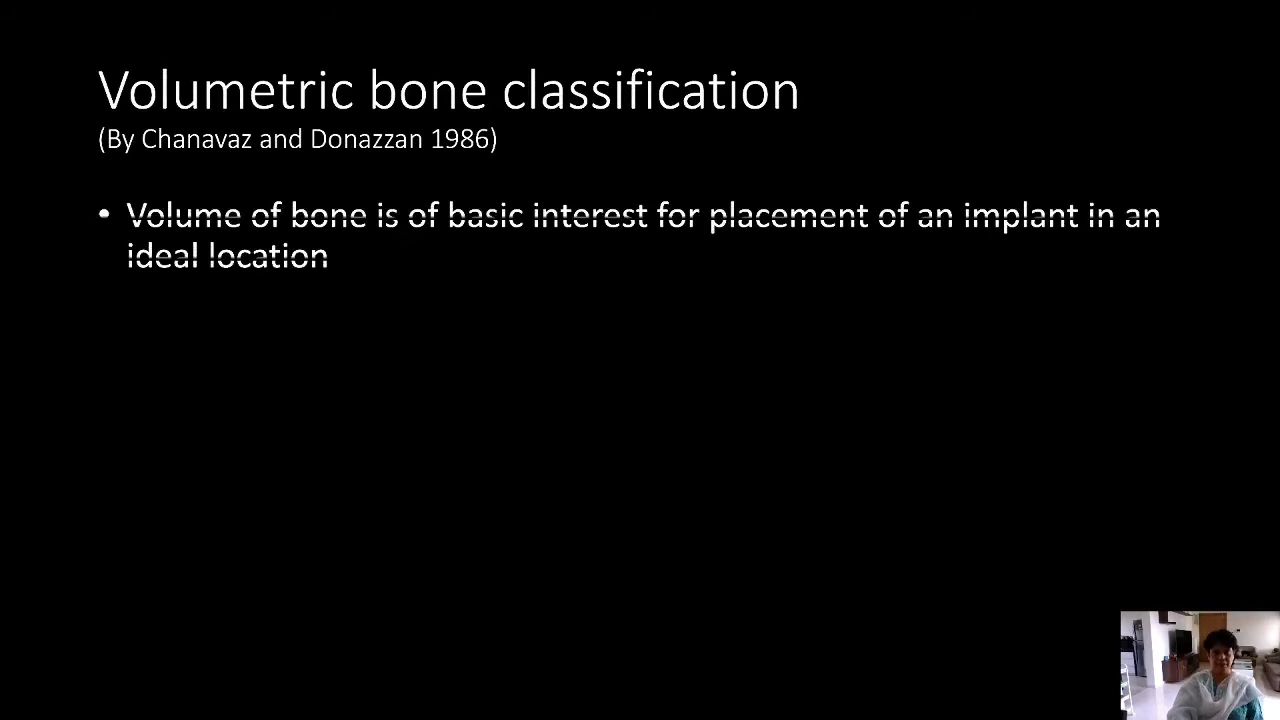 Volumetric bone classification
(By Chanavaz and Donazzan 1986)
• Volume of bone is of basic interest for placement of an implant in an
ideal location